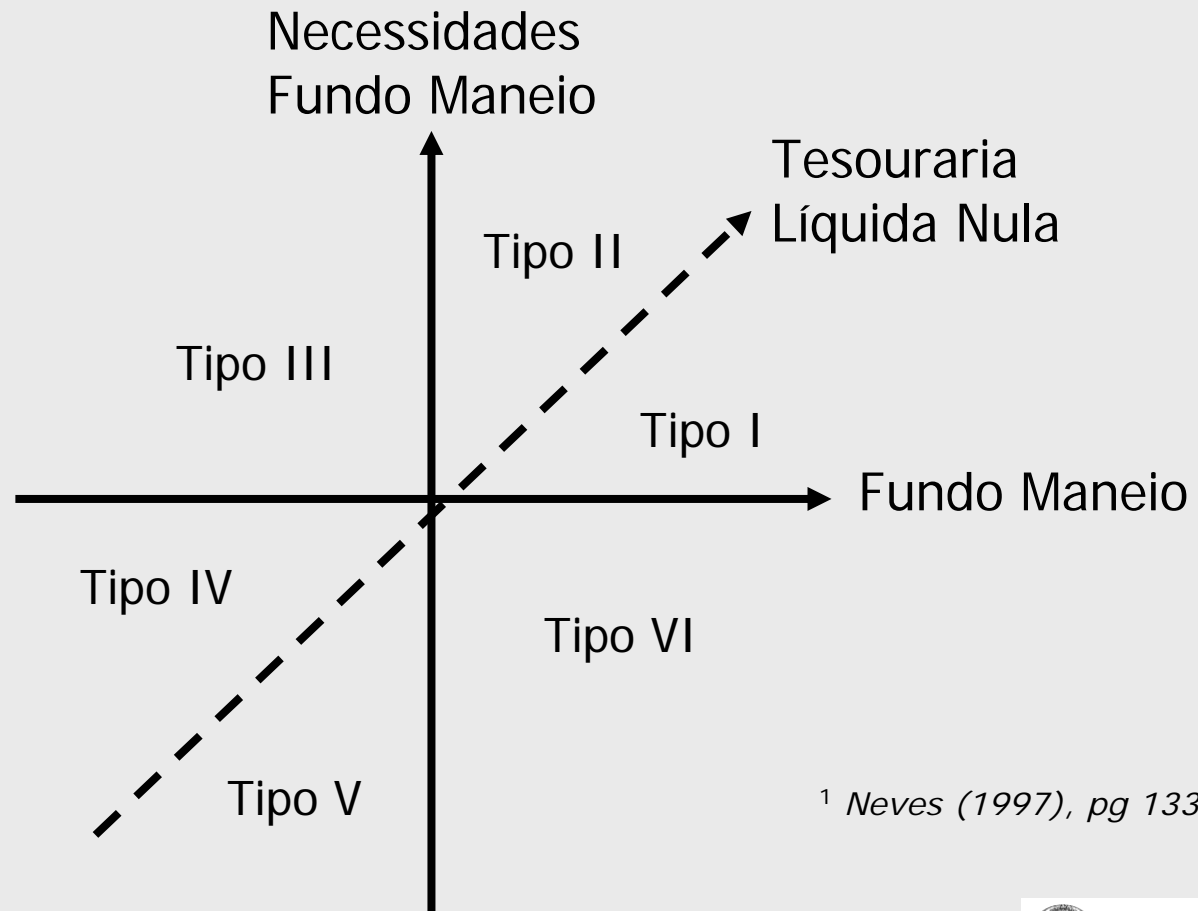 Necessidades
Fundo Maneio
Tesouraria
Líquida Nula
Tipo II
Tipo III
Tipo I
Fundo Maneio
Tipo IV
Tipo VI
Tipo V
¹ Neves (1997), pg 133